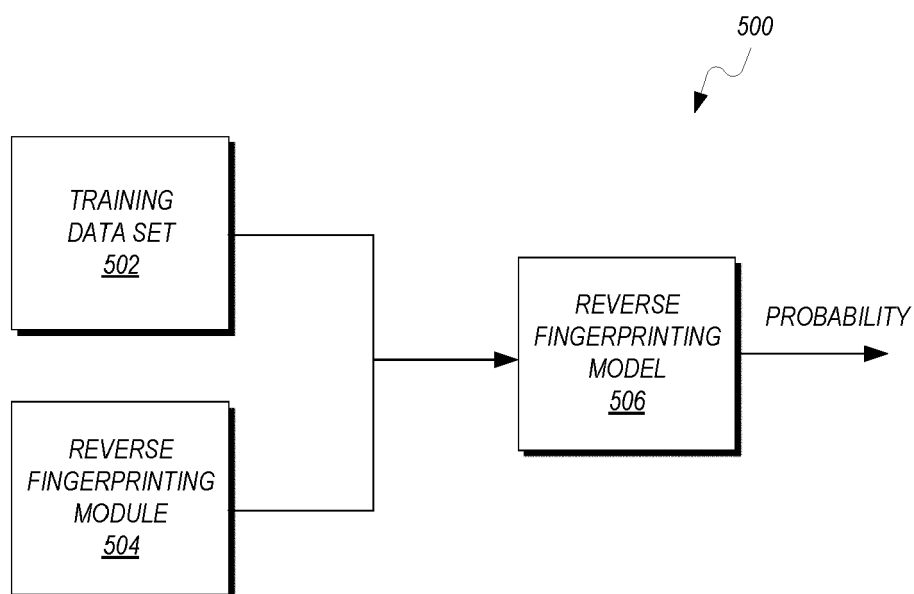 500
TRAINING
DATA SET
502
REVERSE
FINGERPRINTING
MODEL
506
PROBABILITY
REVERSE
FINGERPRINTING
MODULE
504